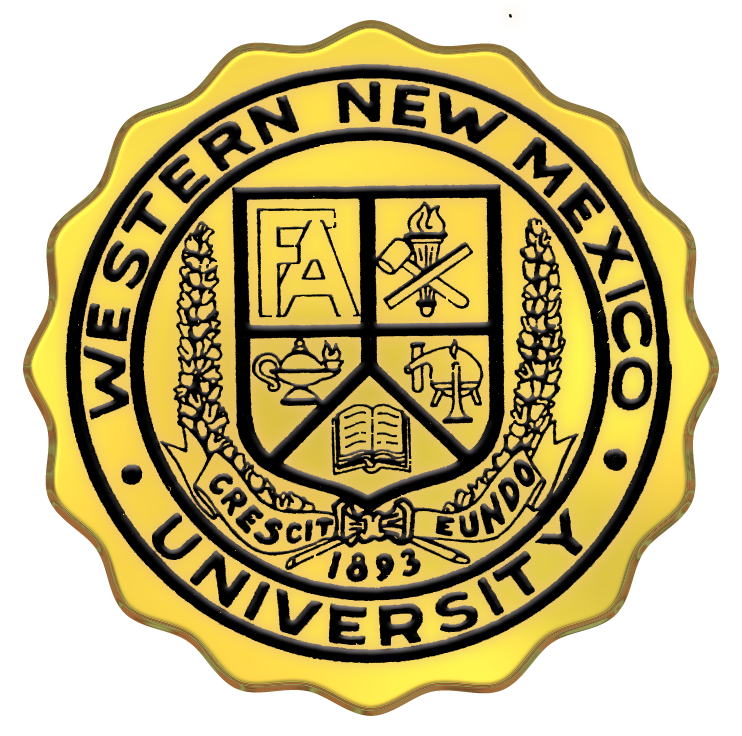 WESTERN NEW MEXICO
FA
CRESCIT EUNDO
1893
• UNIVERSITY •